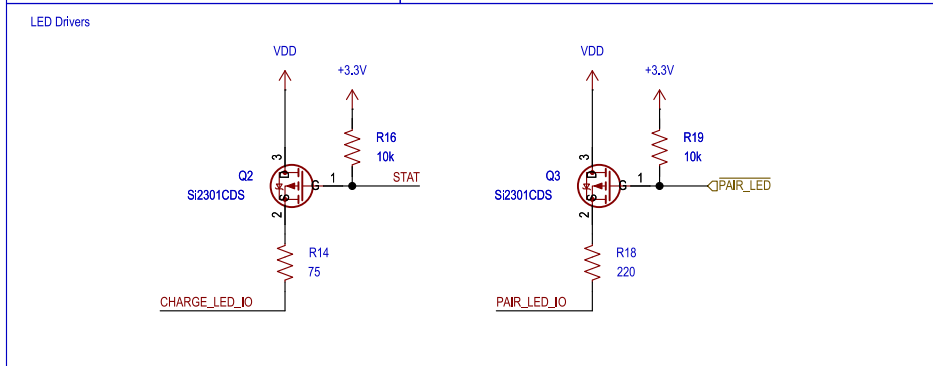 LED Drivers
VDD
+3.3V
R16
10k
3
D
Q2
Si2301CDS
G
1
STAT
S
2
R14
75
CHARGE_LED_IO
VDD
+3.3V
R19
10k
3
D
Q3
Si2301CDS
G
1
PAIR_LED
S
2
R18
220
PAIR_LED_IO